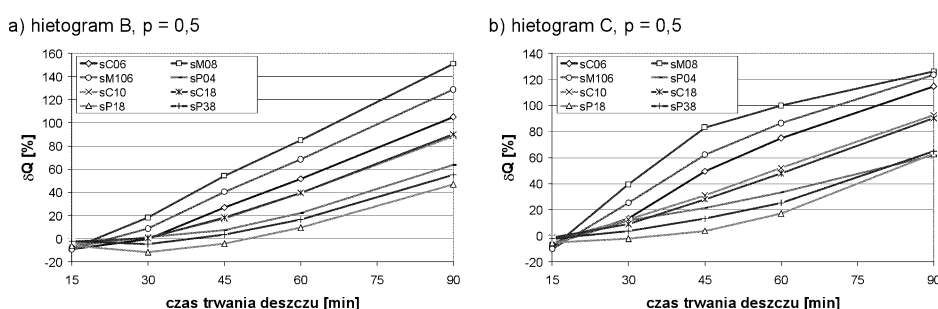 a) hietogram B, p = 0,5
160
140
120
100
80
60
40
20
0
-20
δQ [%]
sC06 sM08
sM106 sP04
sC10 sC18
sP18 sP38
15 30 45 60 75 90
czas trwania deszczu [min]
b) hietogram C, p = 0,5
140
120
100
80
60
40
20
0
-20
δQ [%]
sC06 sM08
sM106 sP04
sC10 sC18
sP18 sP38
15 30 45 60 75 90
czas trwania deszczu [min]